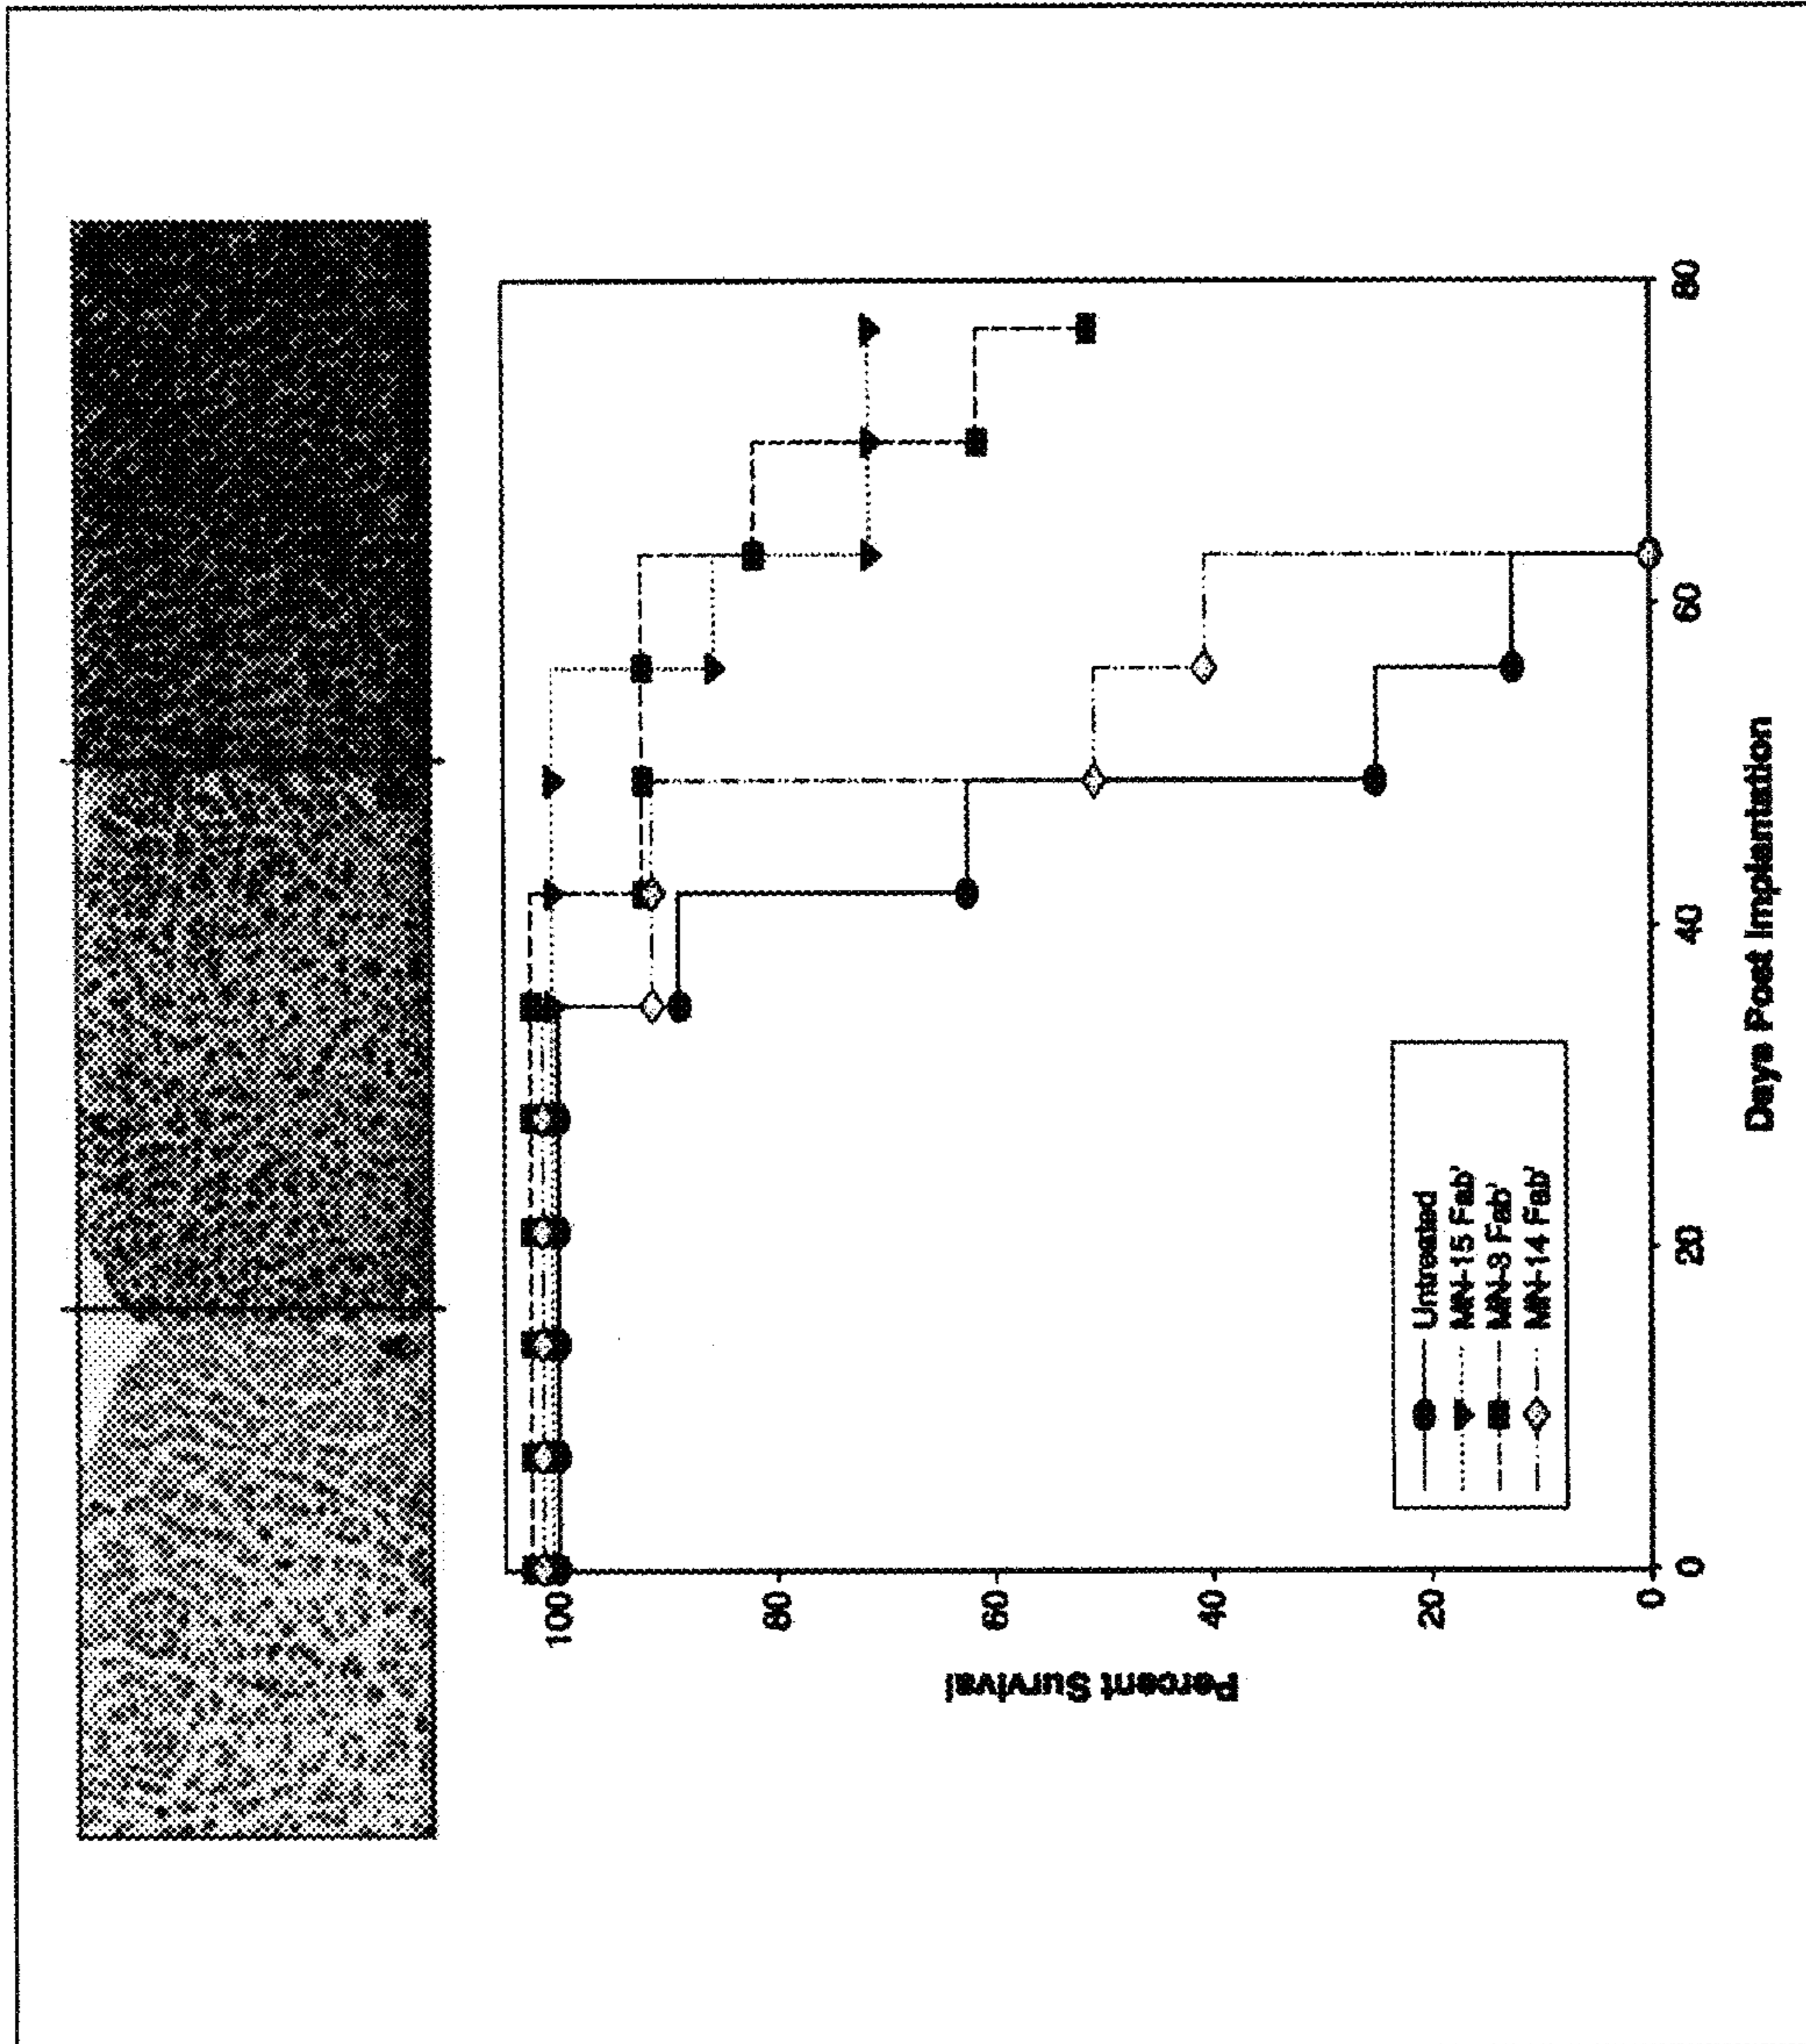 Percent Survival
100
80
60
40
20
0
Untreated
MN-15 Fab'
MN-3 Fab'
MN-14 Fab'
0
20
40
60
80
Days Post Implantation